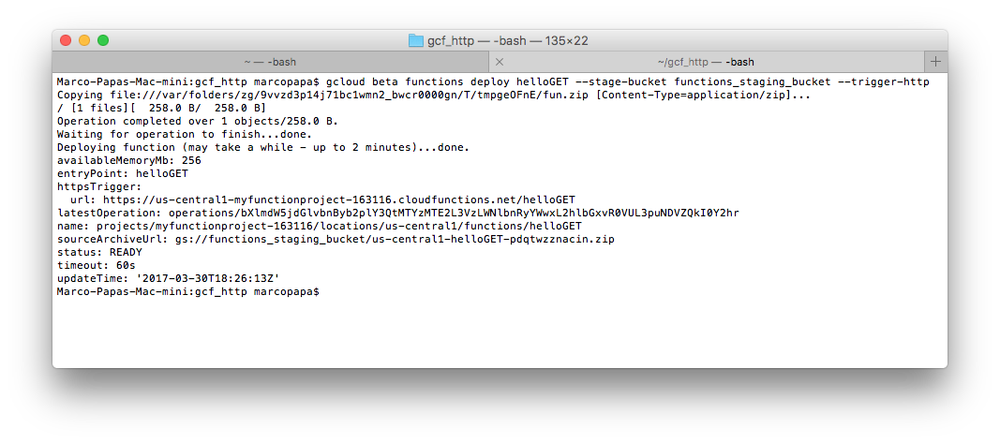 gcf_http — -bash — 135×22
~ — -bash
~/gcf_http — -bash
Marco-Papas-Mac-mini:gcf_http marcopapa$ gcloud beta functions deploy helloGET --stage-bucket functions_staging_bucket --trigger-http
Copying file:///var/folders/zg/9vvzd3p14j71bc1wmn2_bwcr0000gn/T/tmpgeOFnE/fun.zip [Content-Type=application/zip]...
/ [1 files][  258.0 B/  258.0 B]
Operation completed over 1 objects/258.0 B.
Waiting for operation to finish...done.
Deploying function (may take a while - up to 2 minutes)...done.
availableMemoryMb: 256
entryPoint: helloGET
httpsTrigger:
  url: https://us-central1-myfunctionproject-163116.cloudfunctions.net/helloGET
latestOperation: operations/bXlmdW5jdGlvbnByb2plY3QtMTYzMTE2L3VzLWNlbnRyYWwxL2hlbGxvR0VUL3puNDVZQkI0Y2hr
name: projects/myfunctionproject-163116/locations/us-central1/functions/helloGET
sourceArchiveUrl: gs://functions_staging_bucket/us-central1-helloGET-pdqtwzznacin.zip
status: READY
timeout: 60s
updateTime: '2017-03-30T18:26:13Z'
Marco-Papas-Mac-mini:gcf_http marcopapa$